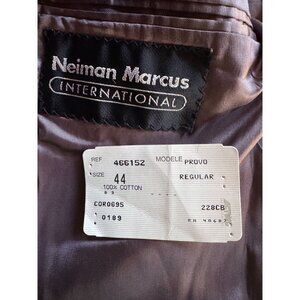 Neiman Marcus
INTERNATIONAL
REF 466152 MODELE PROVO
SIZE 44 REGULAR
100% COTTON
COR0695 228CB
0189